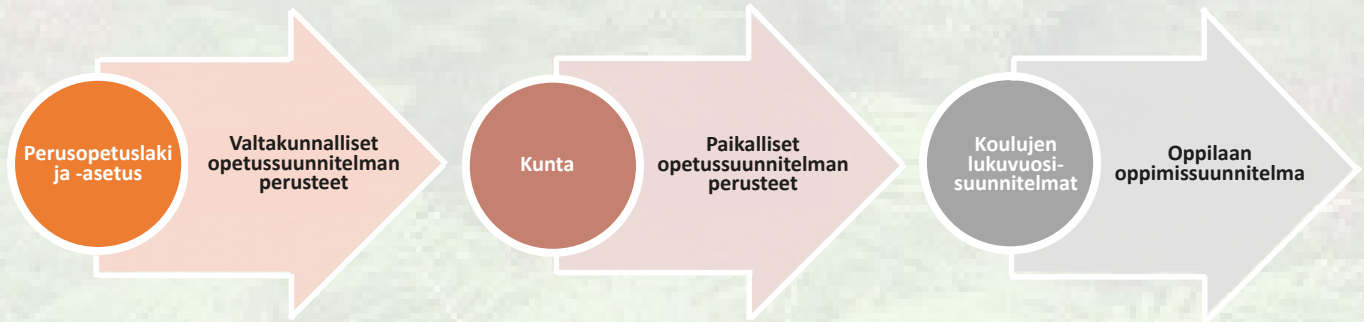 Perusopetuslaki
ja -asetus
Valtakunnalliset
opetussuunnitelman
perusteet
Kunta
Paikalliset
opetussuunnitelman
perusteet
Koulujen
lukuvuosi-
suunnitelmat
Oppilaan
oppimissuunnitelma